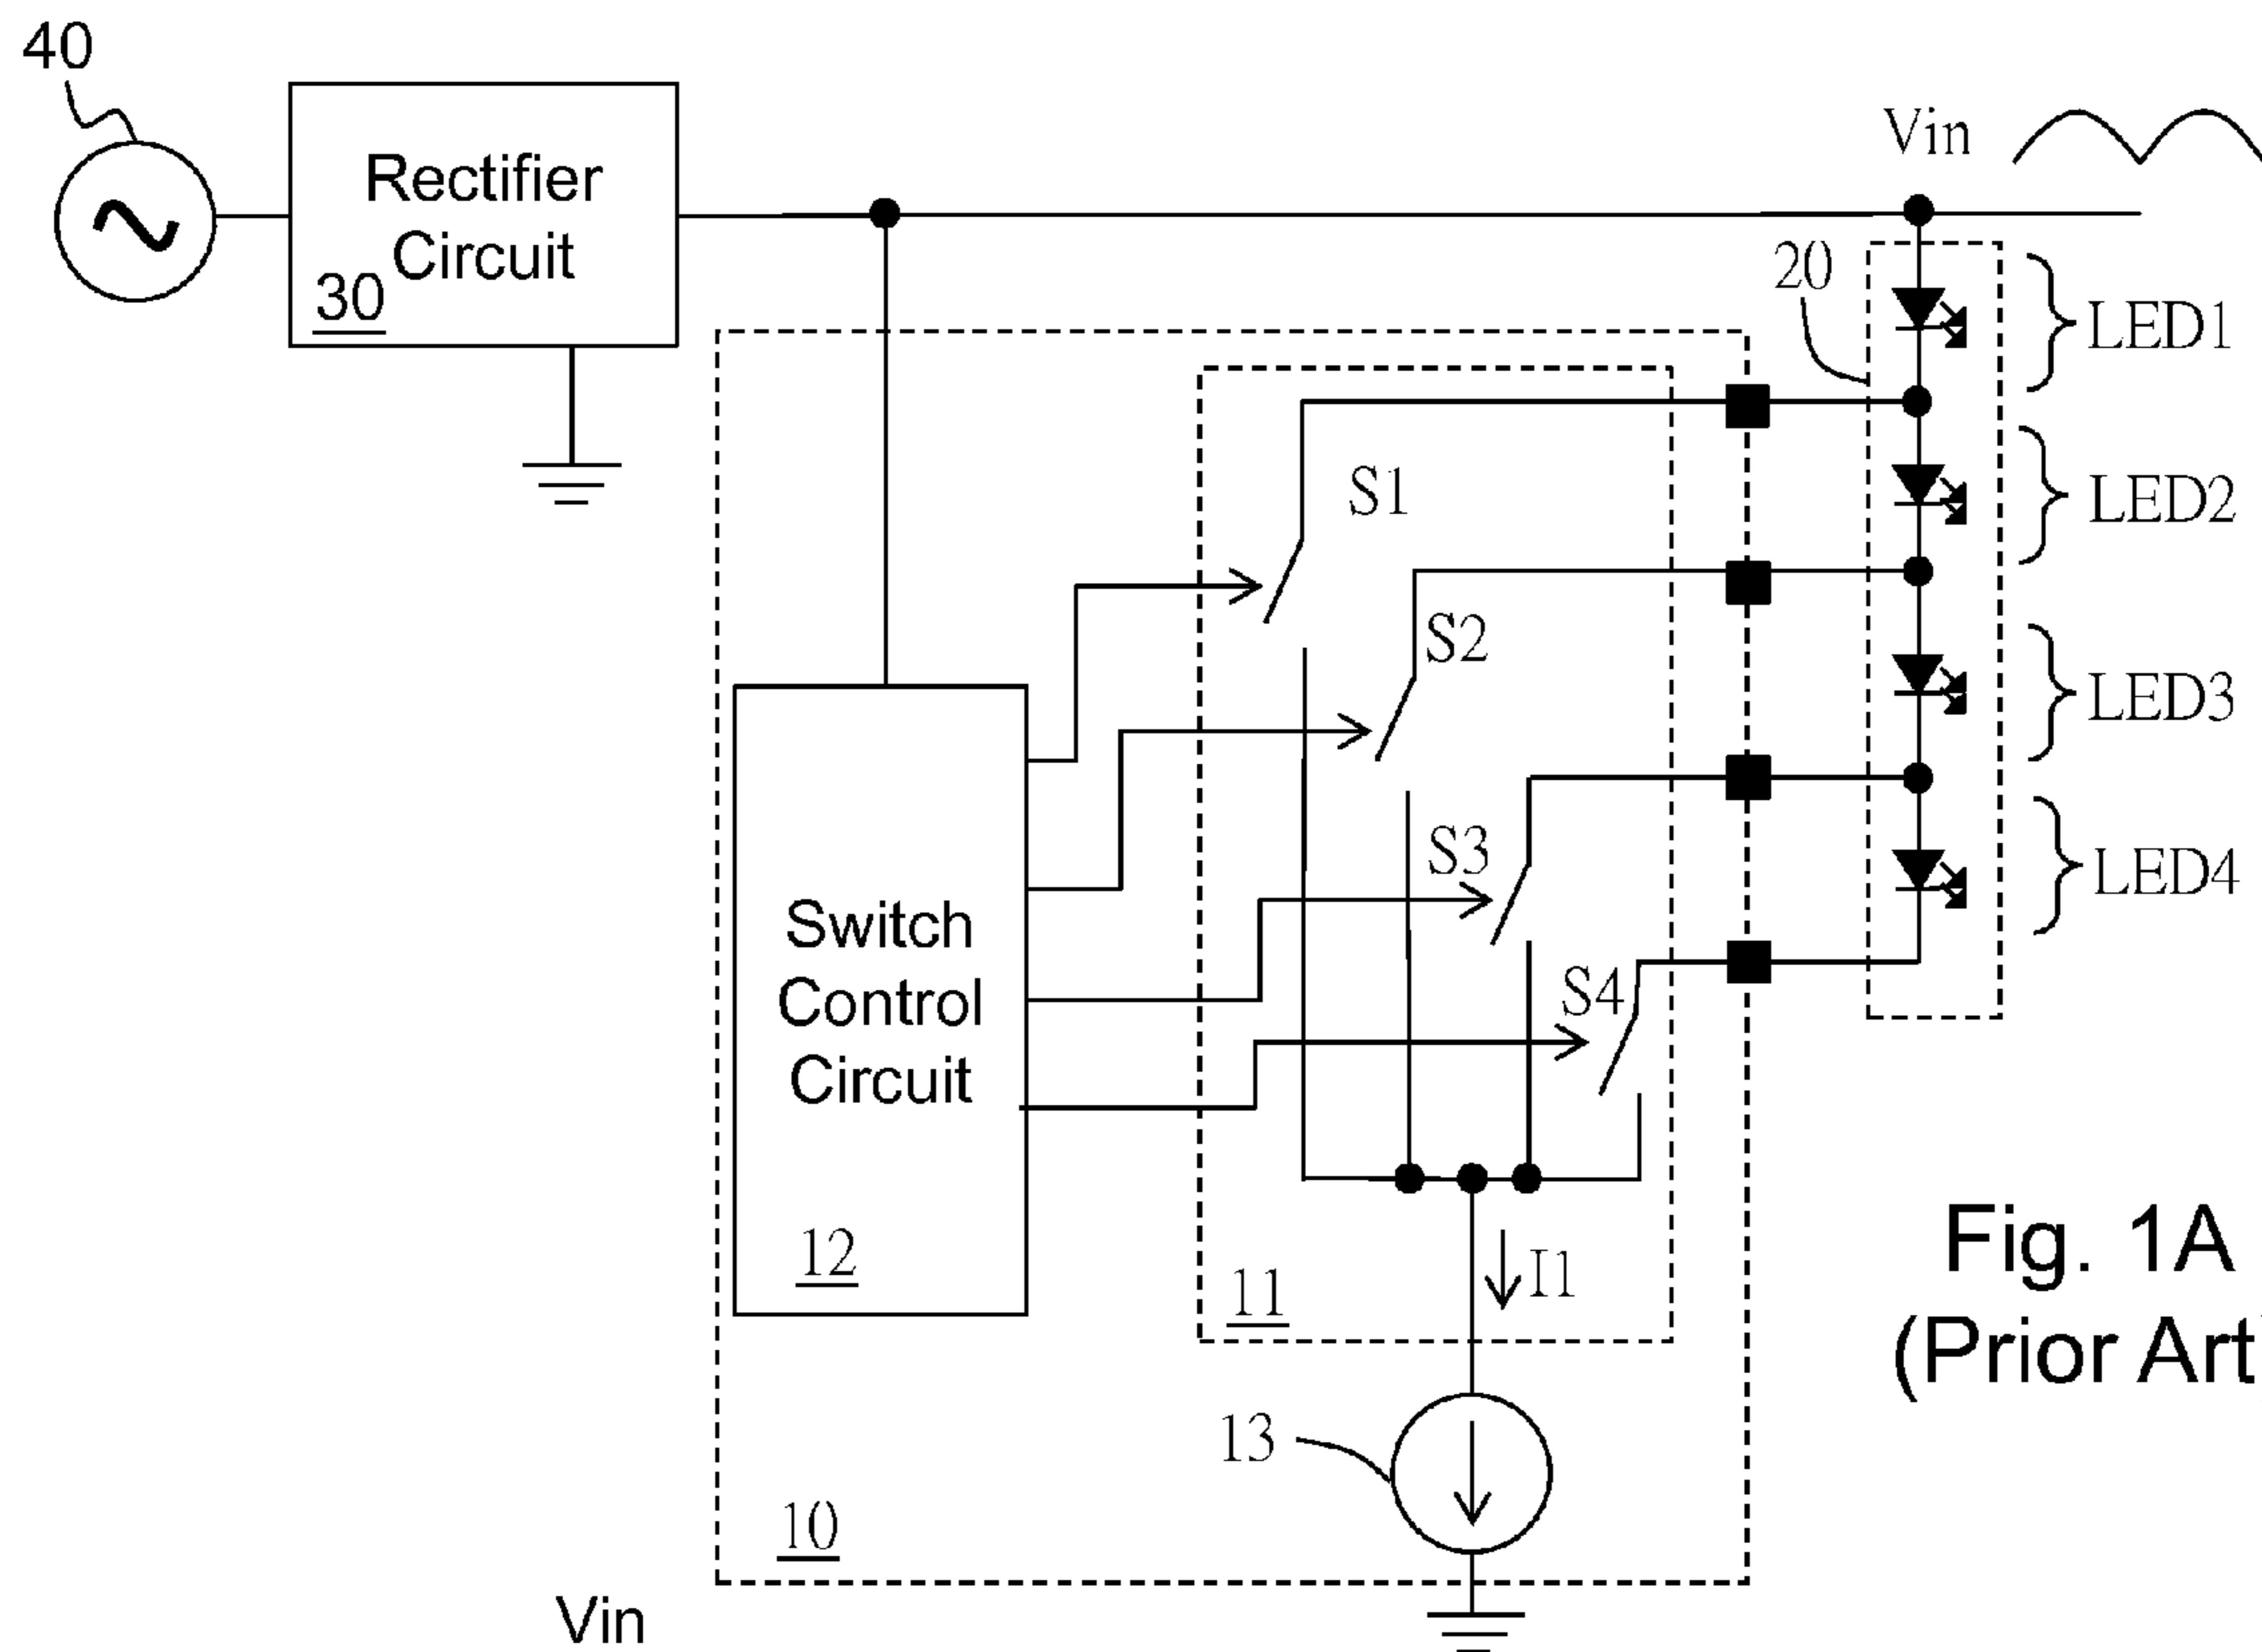 40
Rectifier
Circuit
30
Vin
20
LED1
LED2
LED3
LED4
S1
S2
S3
S4
Switch
Control
Circuit
12
11
I1
13
10
Fig. 1A
(Prior Art)
Vin